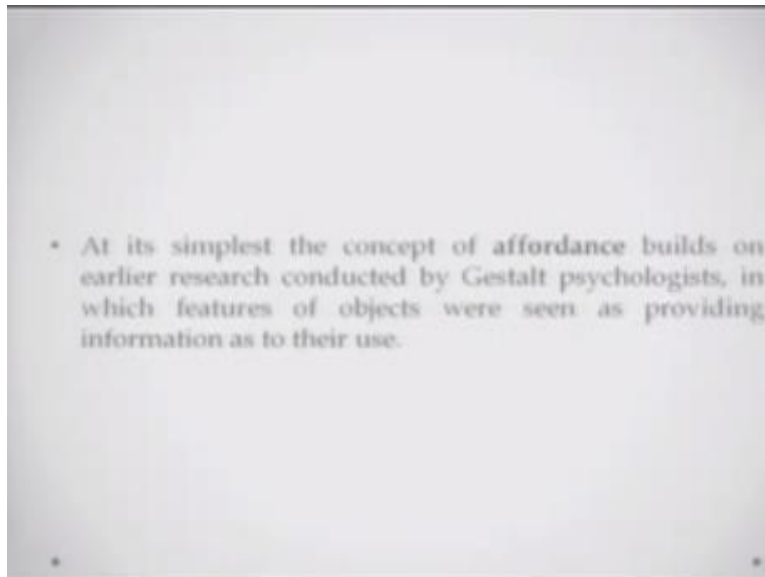 • At its simplest the concept of affordance builds on
earlier research conducted by Gestalt psychologists, in
which features of objects were seen as providing
information as to their use.